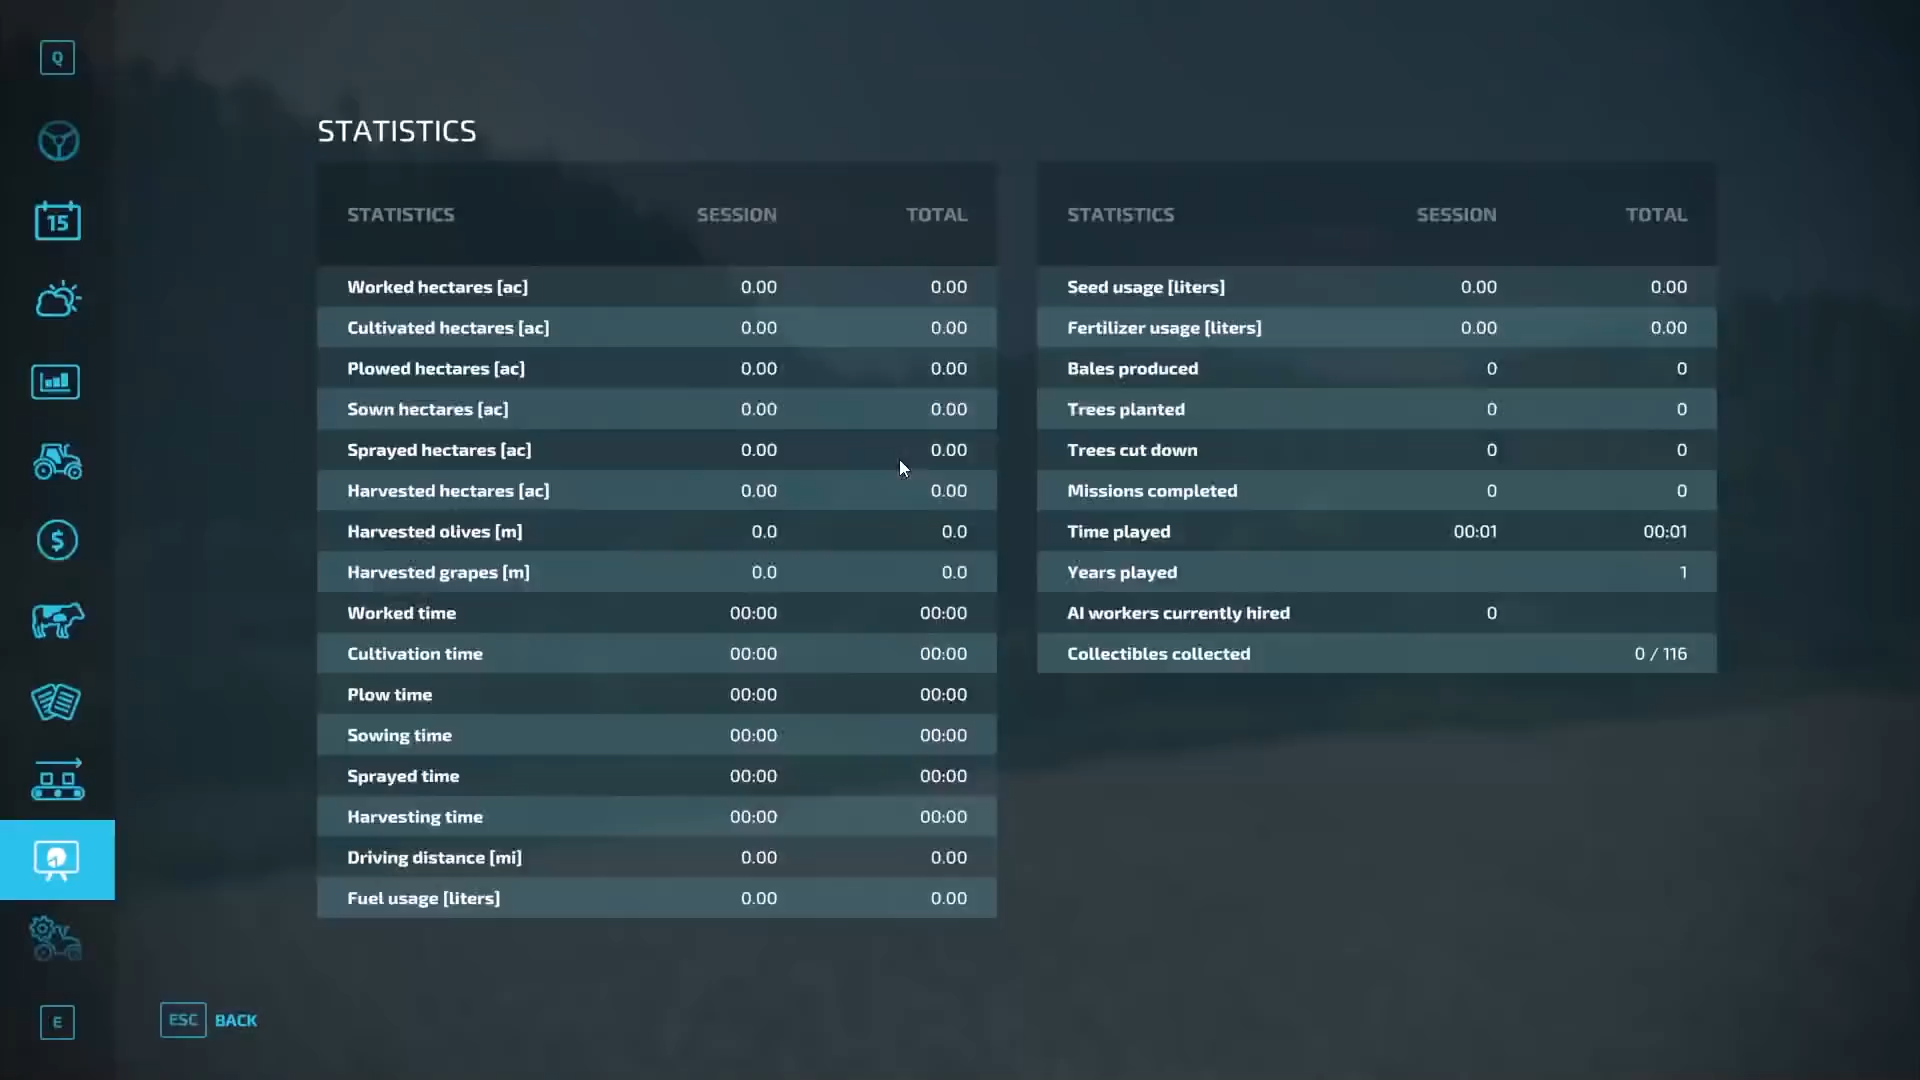 Q
15
$
E
STATISTICS
STATISTICS SESSION TOTAL
Worked hectares [ac] 0.00 0.00
Cultivated hectares [ac] 0.00 0.00
Plowed hectares [ac] 0.00 0.00
Sown hectares [ac] 0.00 0.00
Sprayed hectares [ac] 0.00 0.00
Harvested hectares [ac] 0.00 0.00
Harvested olives [m] 0.0 0.0
Harvested grapes [m] 0.0 0.0
Worked time 00:00 00:00
Cultivation time 00:00 00:00
Plow time 00:00 00:00
Sowing time 00:00 00:00
Sprayed time 00:00 00:00
Harvesting time 00:00 00:00
Driving distance [mi] 0.00 0.00
Fuel usage [liters] 0.00 0.00
STATISTICS SESSION TOTAL
Seed usage [liters] 0.00 0.00
Fertilizer usage [liters] 0.00 0.00
Bales produced 0 0
Trees planted 0 0
Trees cut down 0 0
Missions completed 0 0
Time played 00:01 00:01
Years played 1
AI workers currently hired 0
Collectibles collected 0 / 116
ESC BACK